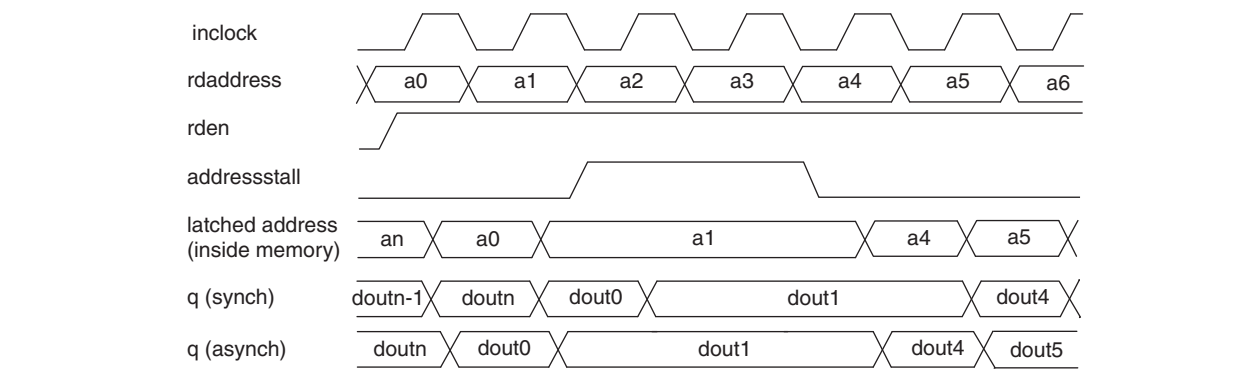 inclock
rdaddress a0 a1 a2 a3 a4 a5 a6
rden
addressstall
latched address
(inside memory) an a0 a1 a4 a5
q (synch) doutn-1 doutn dout0 dout1 dout4
q (asynch) doutn dout0 dout1 dout4 dout5